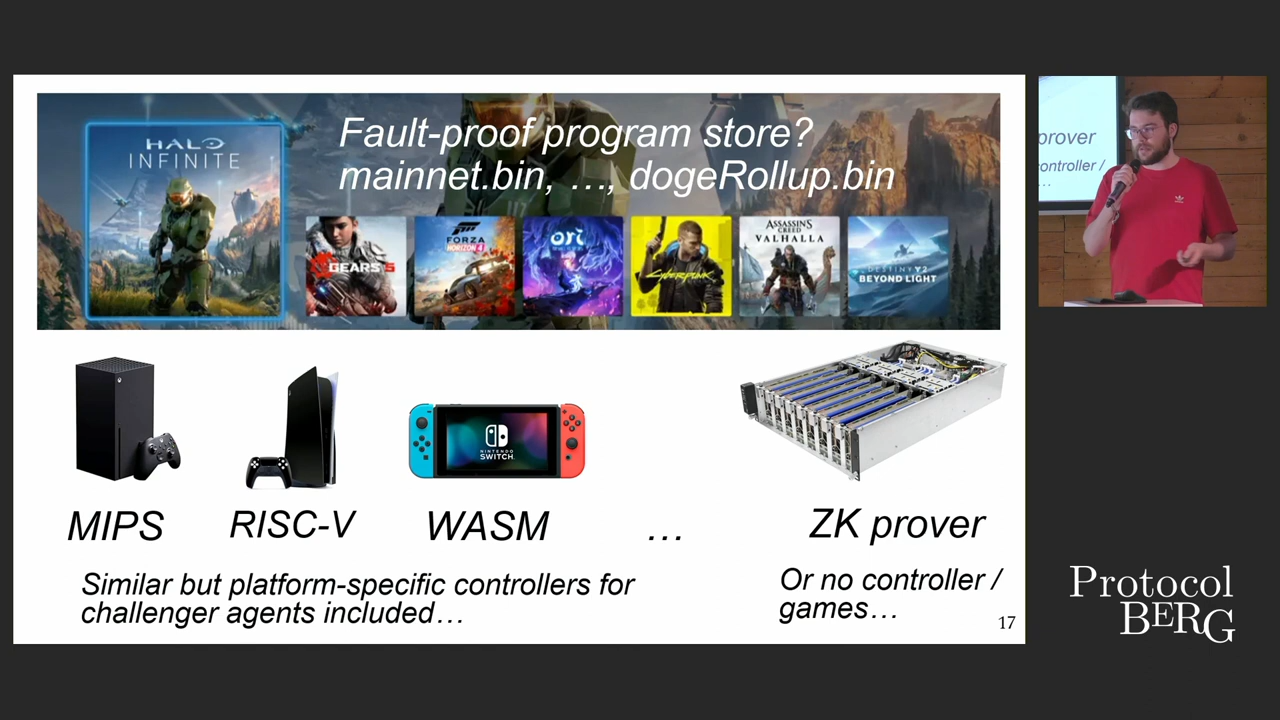 Fault-proof program store?
mainnet.bin, …, dogeRollup.bin
HALO
INFINITE
GEARS 5
FORZA
HORIZON 4
ori
Cyberpunk
ASSASSIN'S
CREED
VALHALLA
DESTINY 2
BEYOND LIGHT
NINTENDO
SWITCH
MIPS
RISC-V
WASM
…
ZK prover
Similar but platform-specific controllers for
challenger agents included…
Or no controller /
games…
17
prover
controller /
…
Protocol
BERG